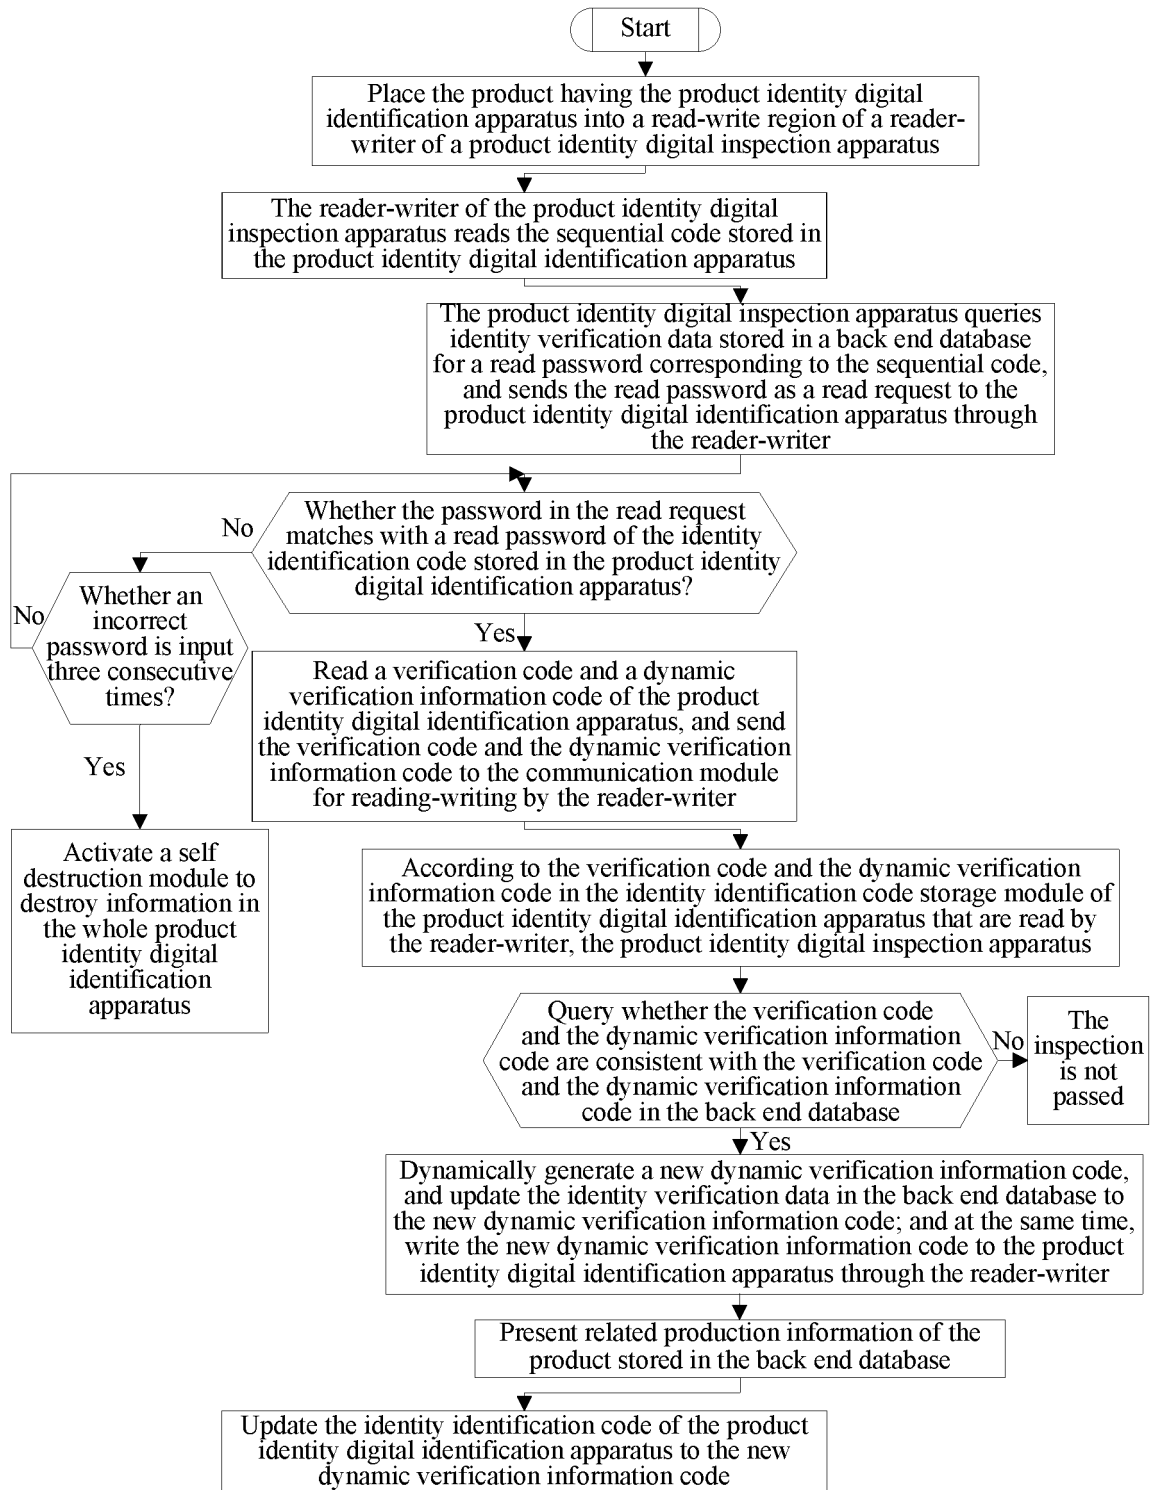 Start
Place the product having the product identity digital
identification apparatus into a read-write region of a reader-
writer of a product identity digital inspection apparatus
The reader-writer of the product identity digital
inspection apparatus reads the sequential code stored in
the product identity digital identification apparatus
The product identity digital inspection apparatus queries
identity verification data stored in a back end database
for a read password corresponding to the sequential code,
and sends the read password as a read request to the
product identity digital identification apparatus through
the reader-writer
Whether the password in the read request
matches with a read password of the identity
identification code stored in the product identity
digital identification apparatus?
No
Whether an
incorrect
password is input
three consecutive
times?
No
Yes
Read a verification code and a dynamic
verification information code of the product
identity digital identification apparatus, and send
the verification code and the dynamic verification
information code to the communication module
for reading-writing by the reader-writer
Yes
Activate a self
destruction module to
destroy information in
the whole product
identity digital
identification
apparatus
According to the verification code and the dynamic verification
information code in the identity identification code storage module of
the product identity digital identification apparatus that are read by
the reader-writer, the product identity digital inspection apparatus
Query whether the verification code
and the dynamic verification information
code are consistent with the verification code
and the dynamic verification information
code in the back end database
No
The
inspection
is not
passed
Yes
Dynamically generate a new dynamic verification information code,
and update the identity verification data in the back end database to
the new dynamic verification information code; and at the same time,
write the new dynamic verification information code to the product
identity digital identification apparatus through the reader-writer
Present related production information of the
product stored in the back end database
Update the identity identification code of the product
identity digital identification apparatus to the new
dynamic verification information code